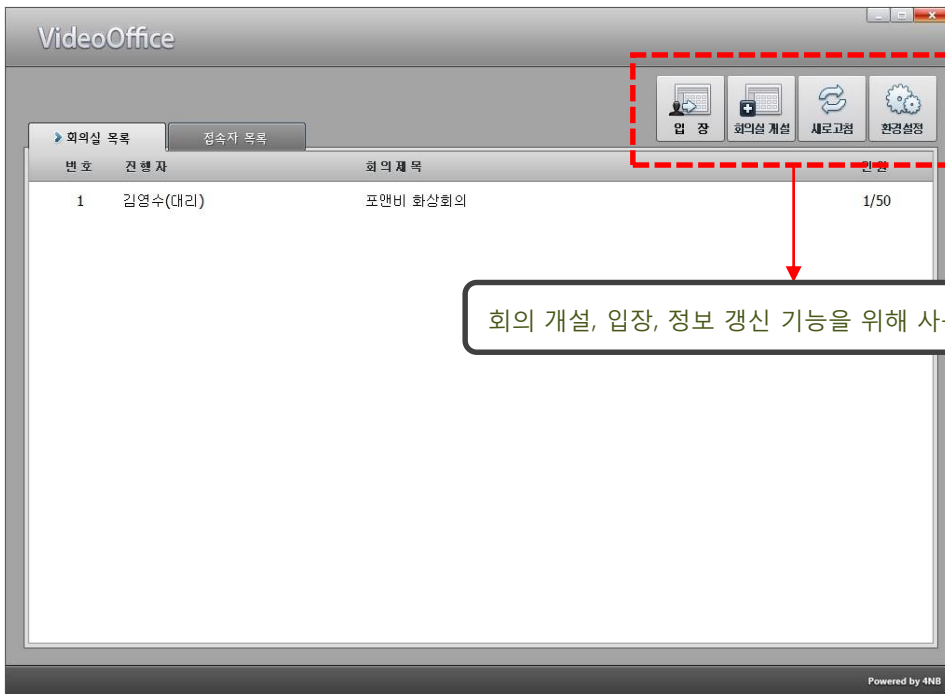 VideoOffice
입 장
회의실 개설
새로고침
환경설정
회의실 목록
접속자 목록
번호 진행자 회의제목 인원
1 김영수(대리) 포앤비 화상회의 1/50
회의 개설, 입장, 정보 갱신 기능을 위해
Powered by 4NB